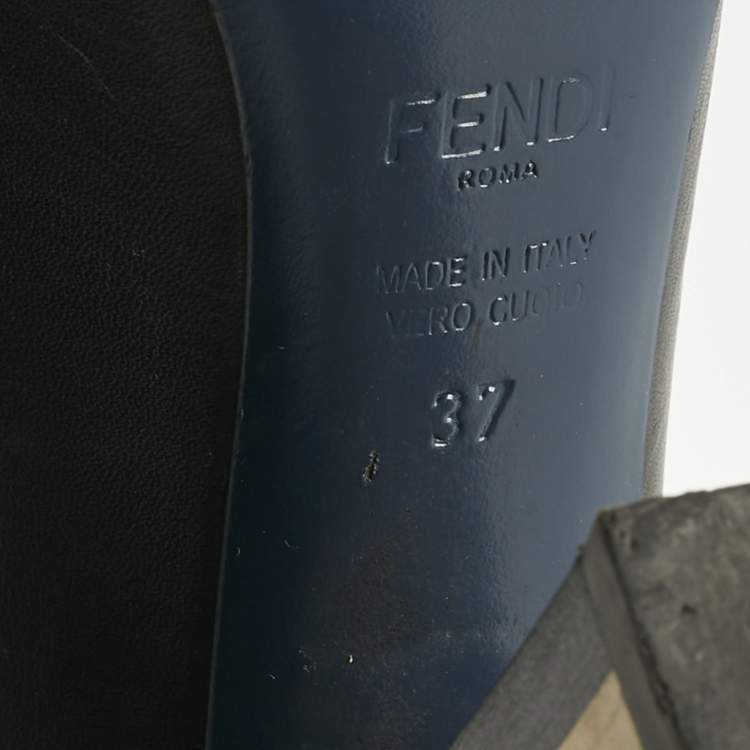 FENDI
ROMA
MADE IN ITALY
VERO CUOIO
37